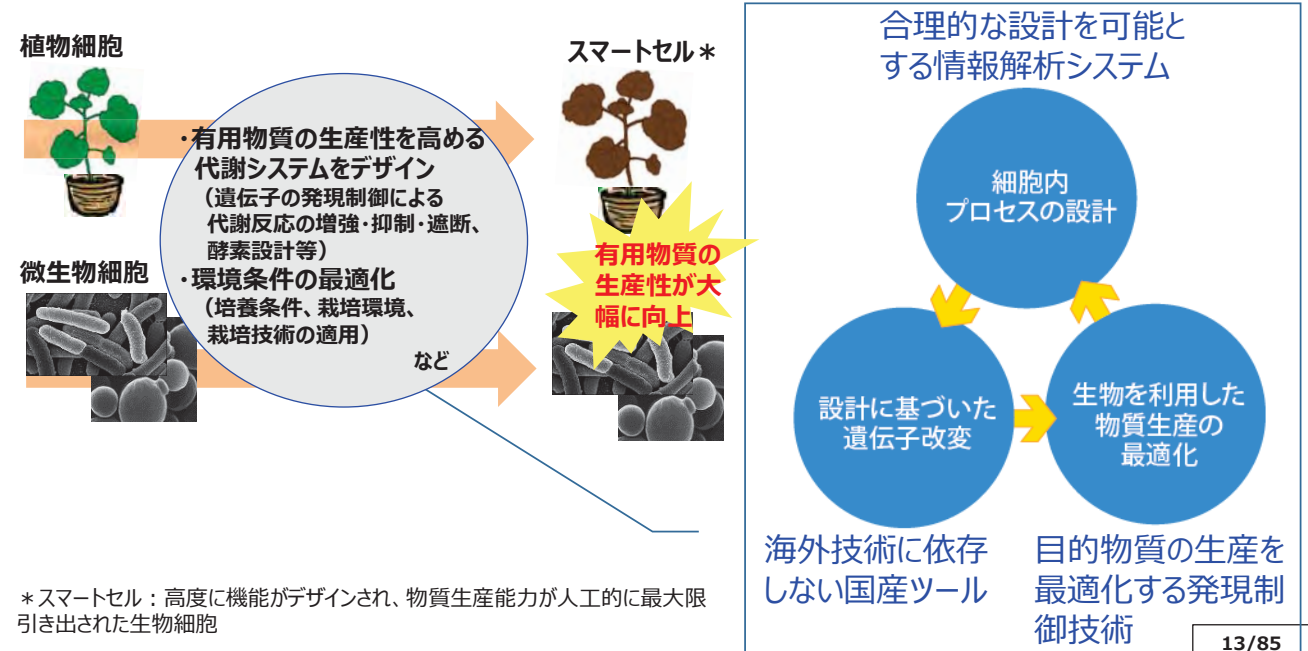 植物細胞
スマートセル＊
・有用物質の生産性を高める
代謝システムをデザイン
（遺伝子の発現制御による
代謝反応の増強・抑制・遮断、
酵素設計等）
微生物細胞
・環境条件の最適化
（培養条件、栽培環境、
栽培技術の適用）
など
有用物質の
生産性が大
幅に向上
＊スマートセル：高度に機能がデザインされ、物質生産能力が人工的に最大限
引き出された生物細胞
合理的な設計を可能と
する情報解析システム
細胞内
プロセスの設計
設計に基づいた
遺伝子改変
生物を利用した
物質生産の
最適化
海外技術に依存
しない国産ツール
目的物質の生産を
最適化する発現制
御技術
13/85